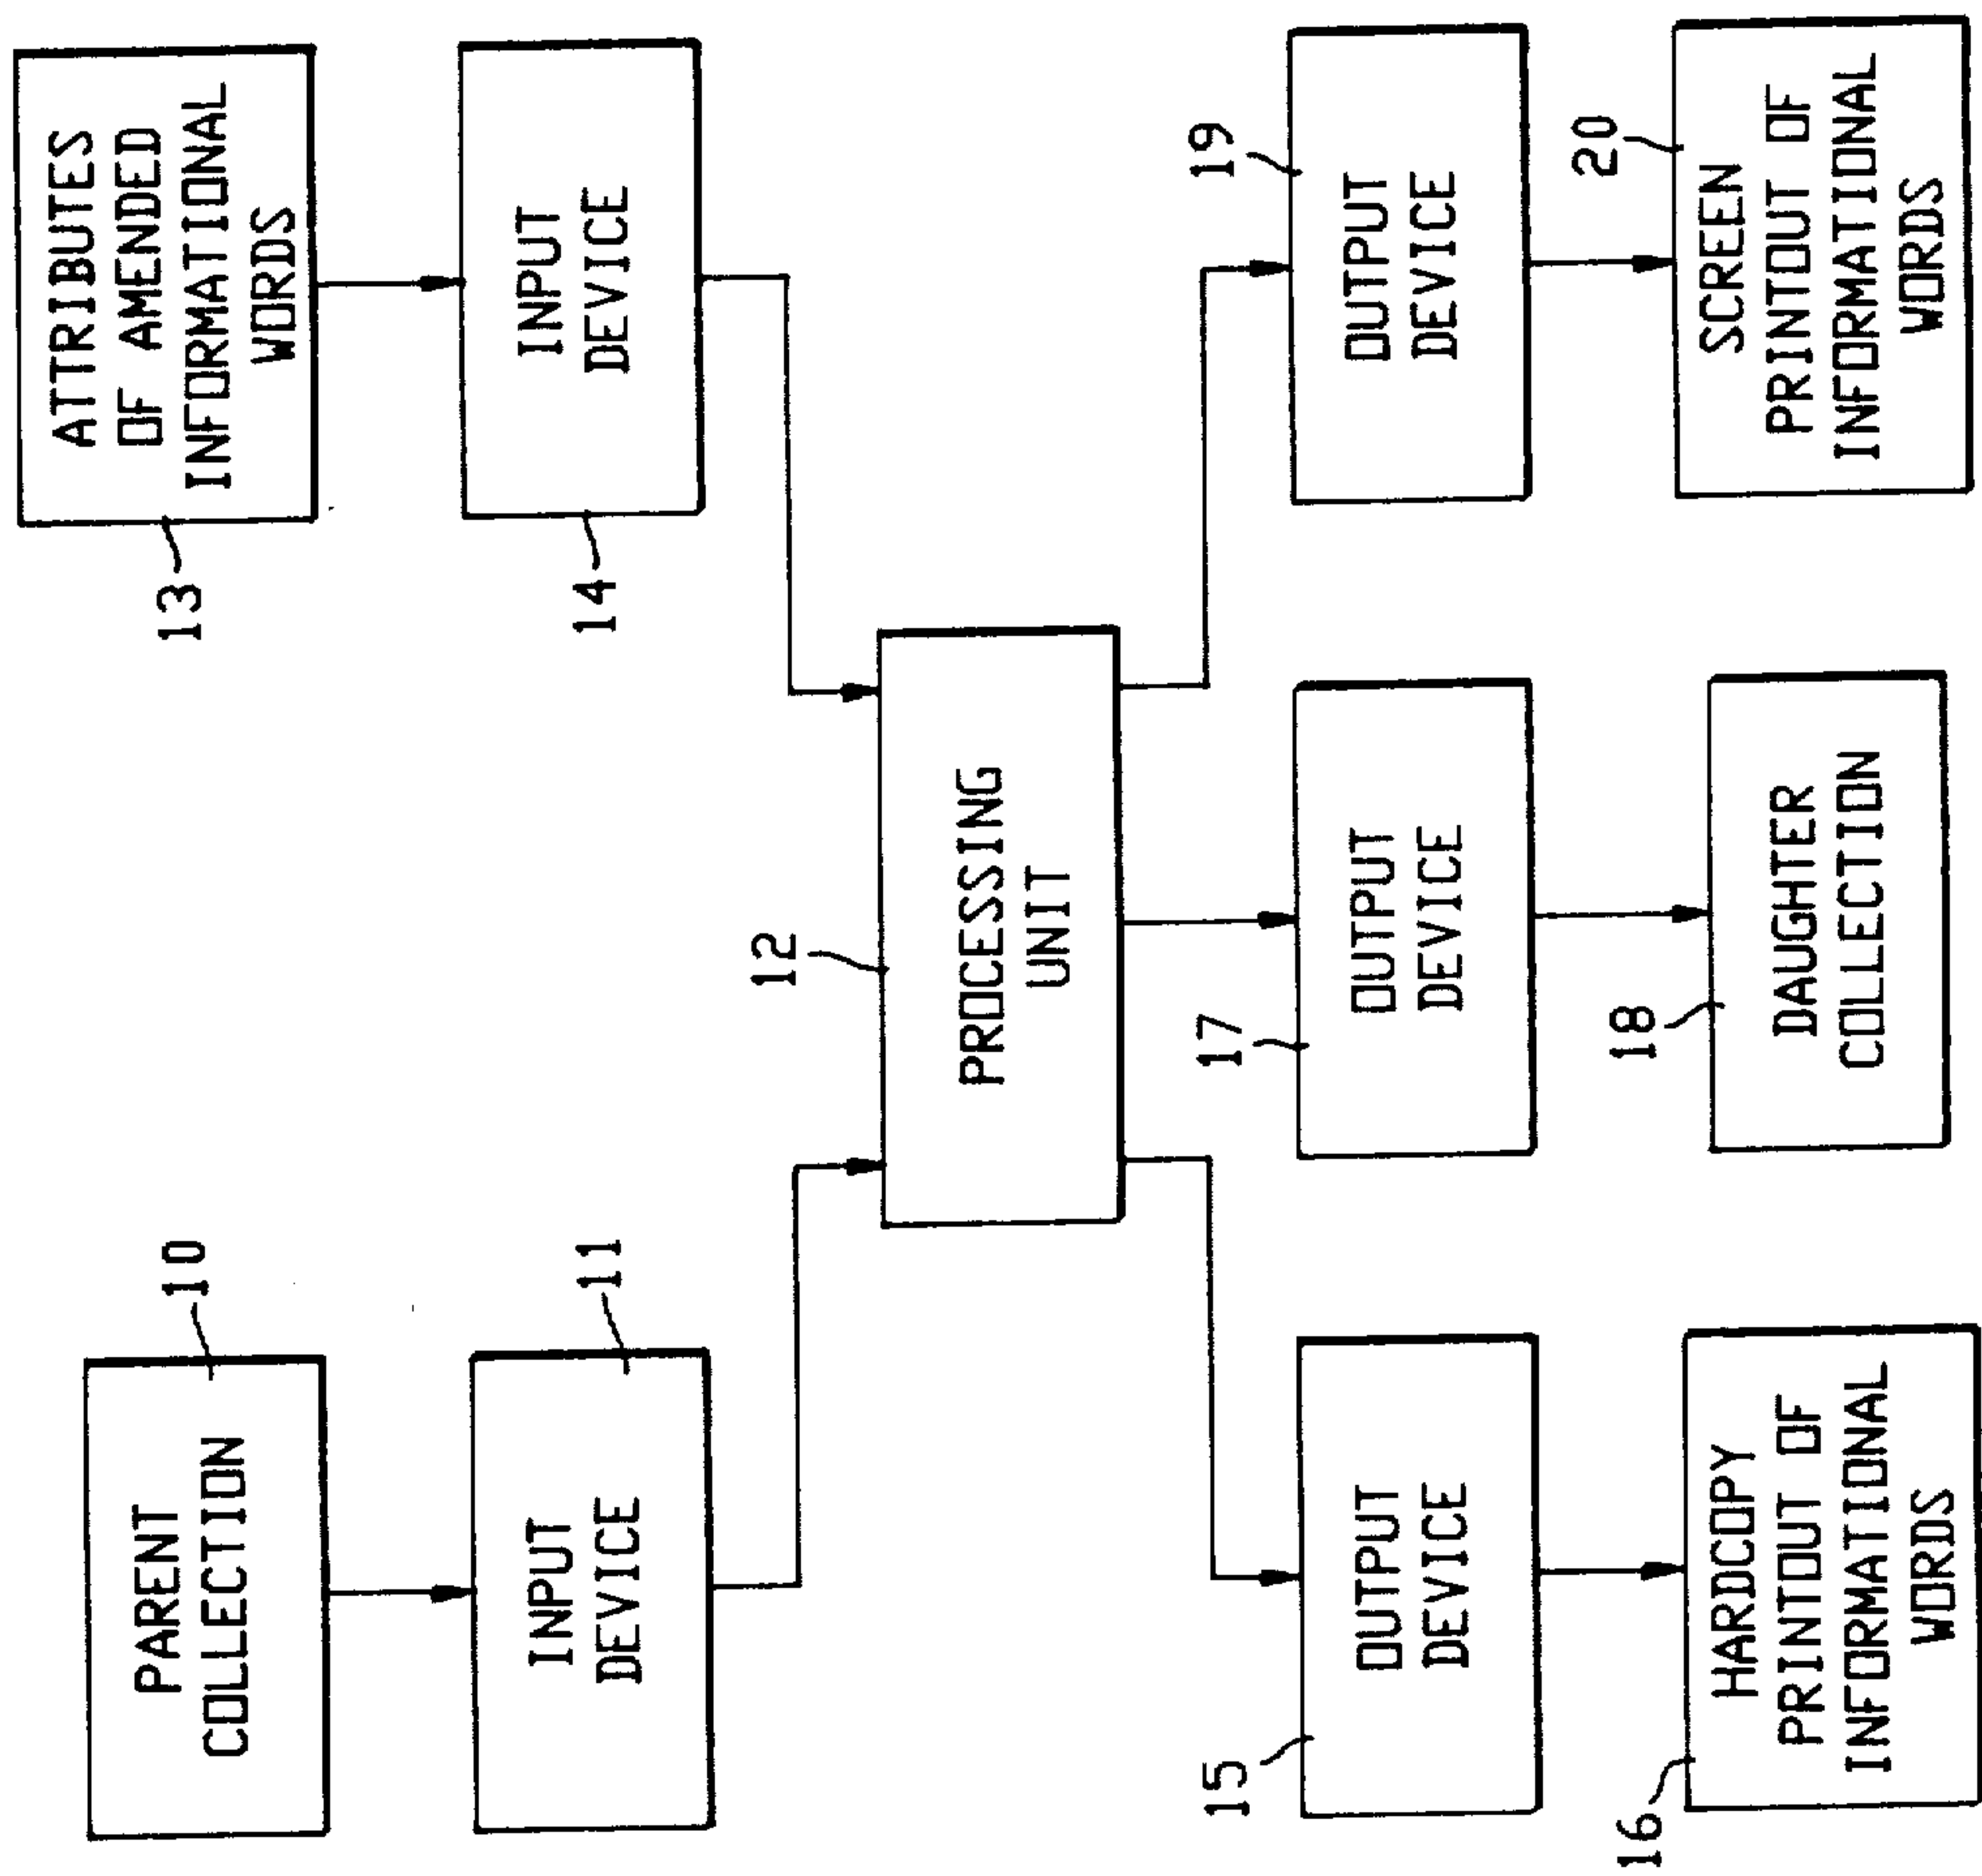 PARENT
COLLECTION
10
INPUT
DEVICE
11
ATTRIBUTES
OF AMENDED
INFORMATIONAL
WORDS
13
INPUT
DEVICE
14
12
PROCESSING
UNIT
15
OUTPUT
DEVICE
16
HARDCOPY
PRINTOUT OF
INFORMATIONAL
WORDS
17
OUTPUT
DEVICE
18
DAUGHTER
COLLECTION
19
OUTPUT
DEVICE
20
SCREEN
PRINTOUT OF
INFORMATIONAL
WORDS